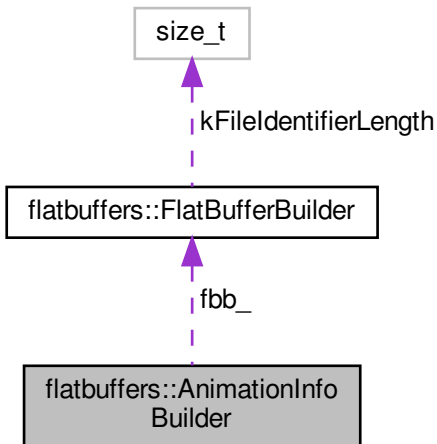 size_t
kFileIdentifierLength
flatbuffers::FlatBufferBuilder
fbb_
flatbuffers::AnimationInfo
Builder